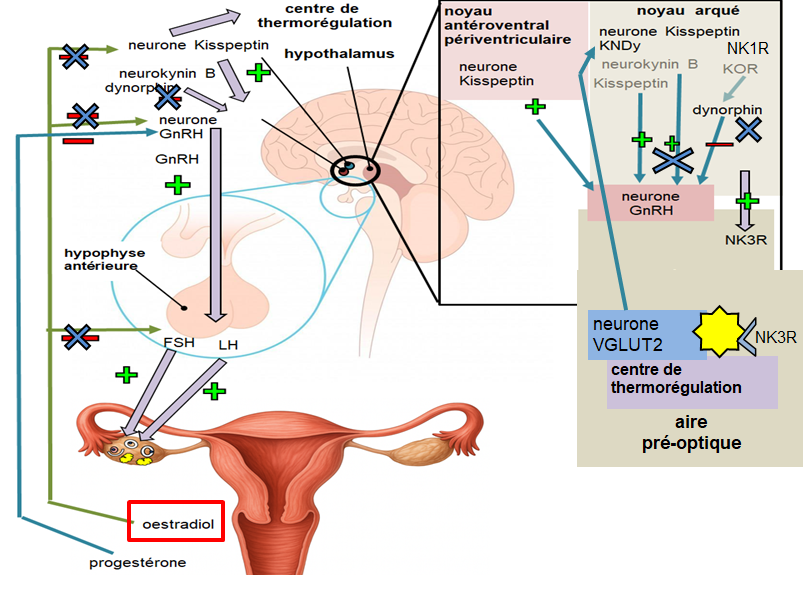 centre de
thermorégulation
neurone Kisspeptin
hypothalamus
neurokynin B
dynorphin
neurone
GnRH
GnRH
hypophyse
antérieure
FSH
LH
oestradiol
progestérone
noyau
antéroventral
périventriculaire
neurone
Kisspeptin
noyau arqué
neurone Kisspeptin
KNDy
NK1R
neurokynin B
KOR
Kisspeptin
dynorphin
neurone
GnRH
NK3R
neurone
VGLUT2
NK3R
centre de
thermorégulation
aire
pré-optique